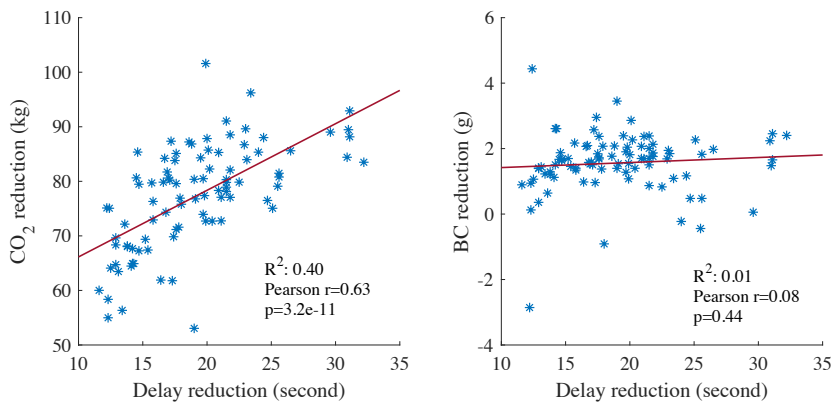 110
100
90
80
70
60
50
CO2 reduction (kg)
R2: 0.40
Pearson r=0.63
p=3.2e-11
10 15 20 25 30 35
Delay reduction (second)
6
4
2
0
-2
-4
BC reduction (g)
R2: 0.01
Pearson r=0.08
p=0.44
10 15 20 25 30 35
Delay reduction (second)